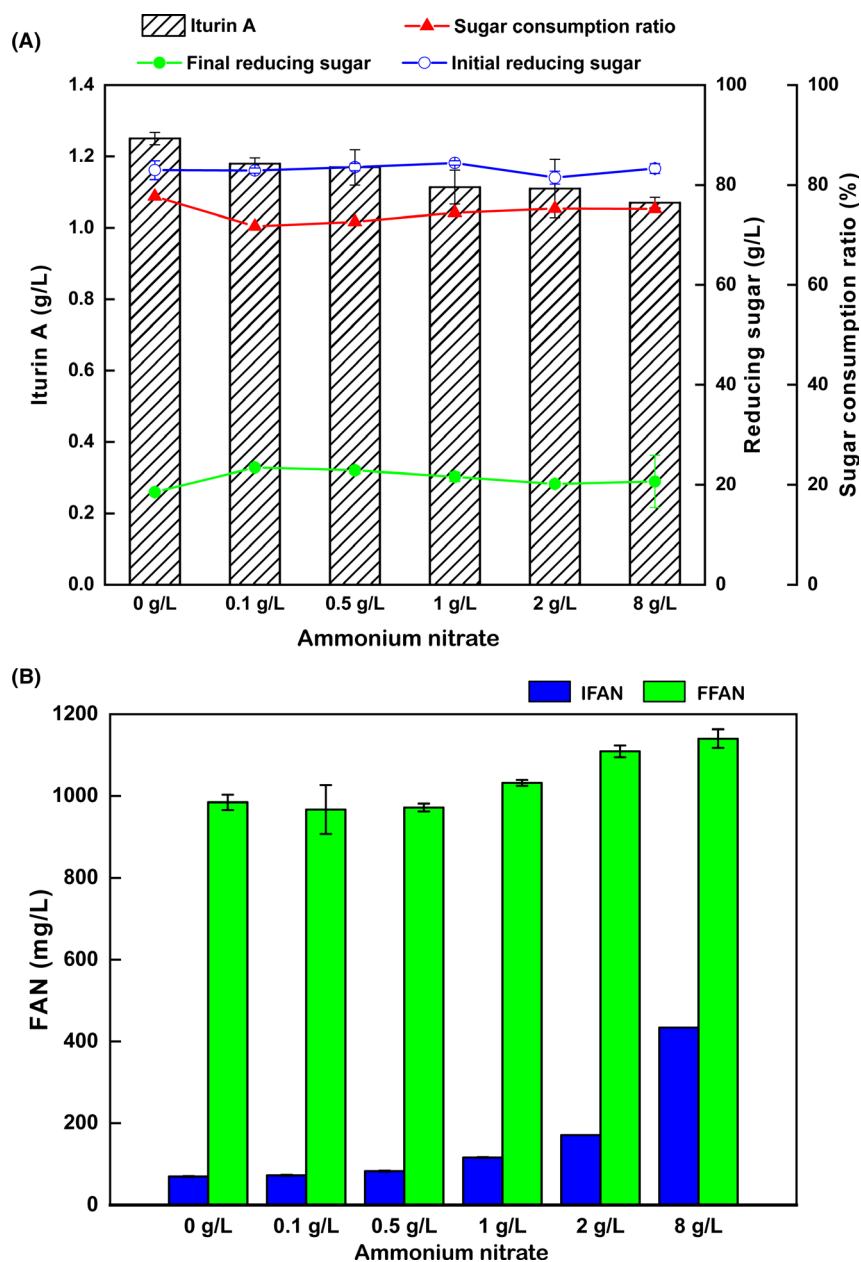 (A)
Iturin A
Sugar consumption ratio
Final reducing sugar
Initial reducing sugar
1.4
1.2
1.0
0.8
0.6
0.4
0.2
0.0
Iturin A (g/L)
100
80
60
40
20
0
Reducing sugar (g/L)
100
80
60
40
20
0
Sugar consumption ratio (%)
0 g/L 0.1 g/L 0.5 g/L 1 g/L 2 g/L 8 g/L
Ammonium nitrate
(B)
IFAN FFAN
1200
1000
800
600
400
200
0
FAN (mg/L)
0 g/L 0.1 g/L 0.5 g/L 1 g/L 2 g/L 8 g/L
Ammonium nitrate